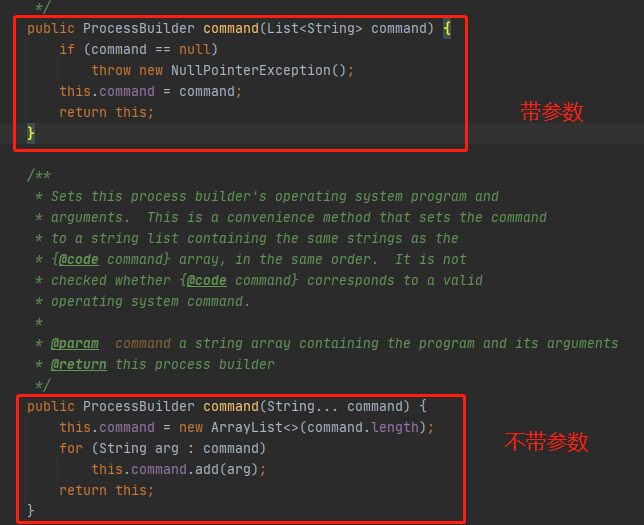 */
public ProcessBuilder command(List<String> command) {
if (command == null)
throw new NullPointerException();
this.command = command;
return this;
带参数
}
/**
* Sets this process builder's operating system program and
* arguments.  This is a convenience method that sets the command
* to a string list containing the same strings as the
* {@code command} array, in the same order.  It is not
* checked whether {@code command} corresponds to a valid
* operating system command.
*
* @param  command a string array containing the program and its arguments
* @return this process builder
*/
public ProcessBuilder command(String... command) {
this.command = new ArrayList<>(command.length);
for (String arg : command)
不带参数
this.command.add(arg);
return this;
}